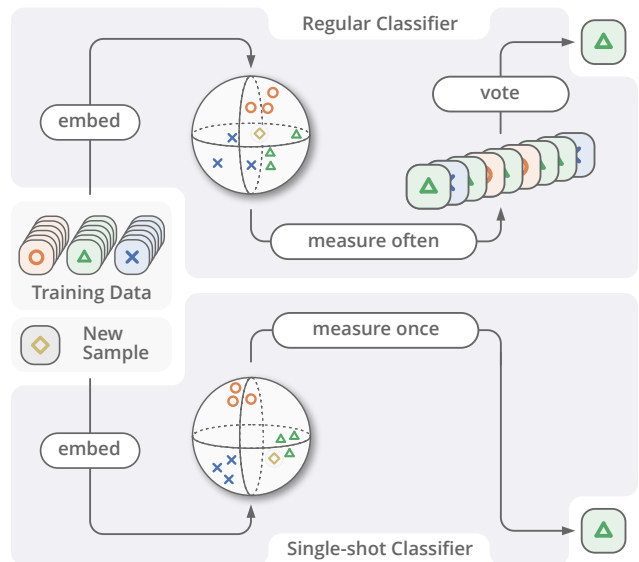 Regular Classifier
embed
vote
measure often
Training Data
New
Sample
measure once
embed
Single-shot Classifier